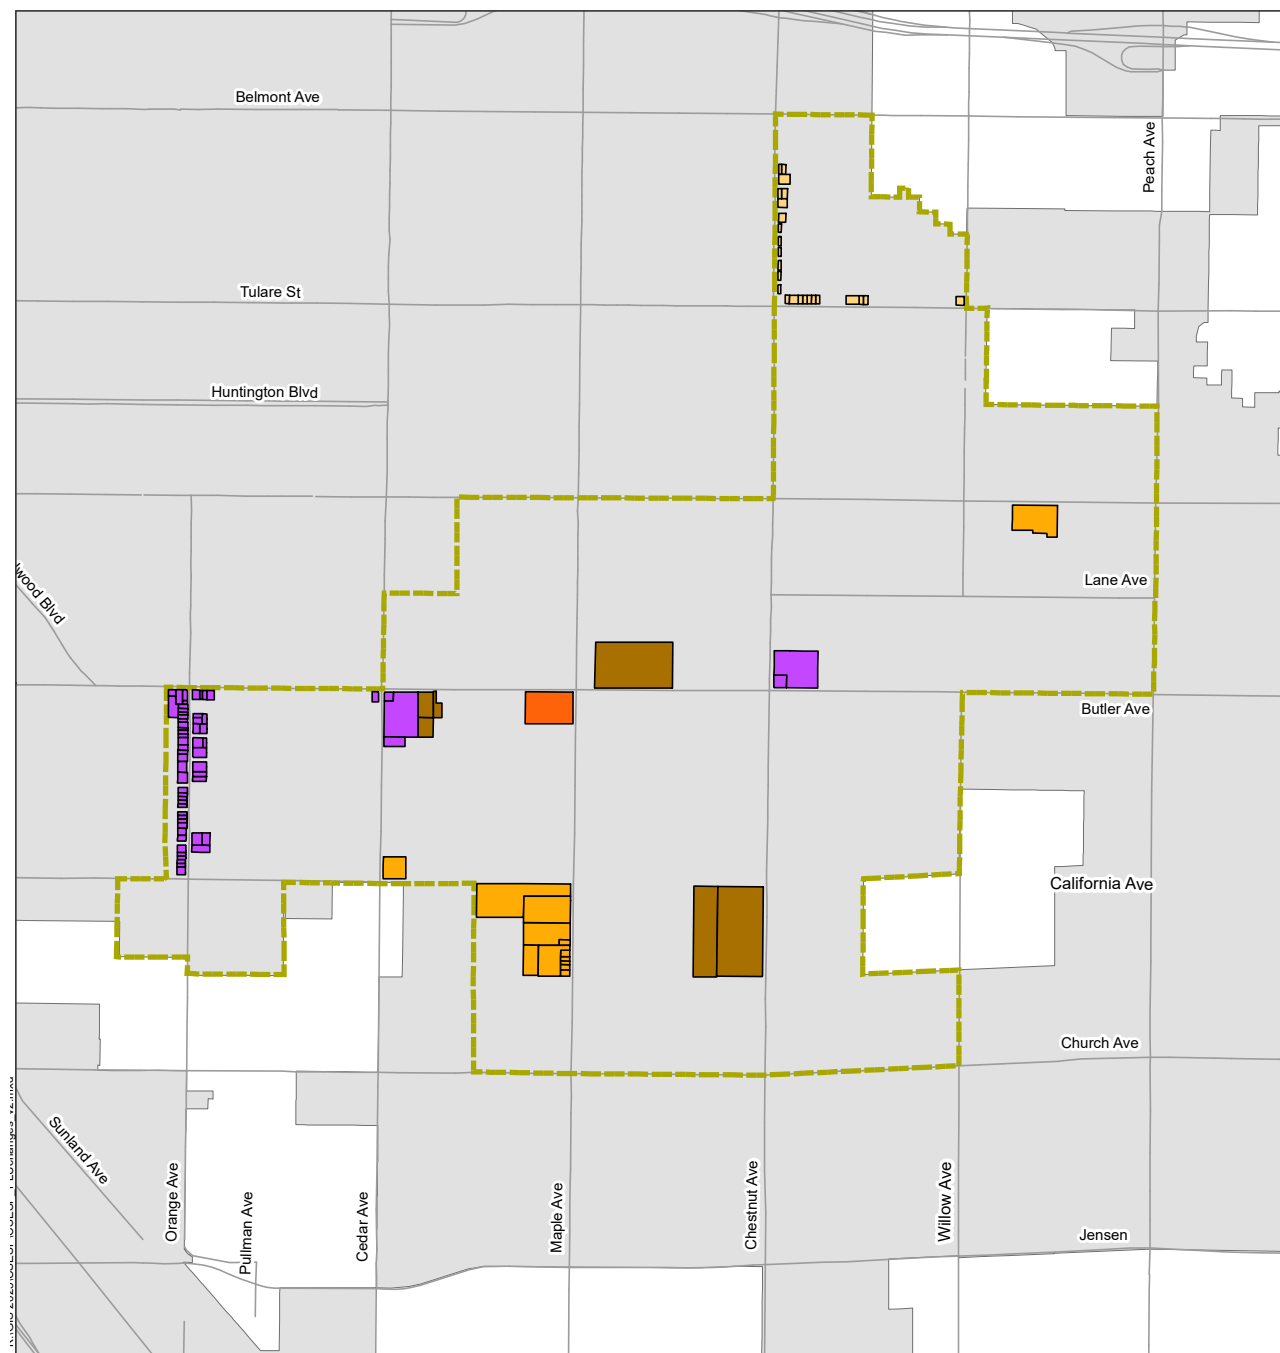 Belmont Ave
Peach Ave
Tulare St
Huntington Blvd
Lane Ave
Blvd
Butler Ave
California Ave
Church Ave
Sunland Ave
Orange Ave
Pullman Ave
Cedar Ave
Maple Ave
Chestnut Ave
Willow Ave
Jensen